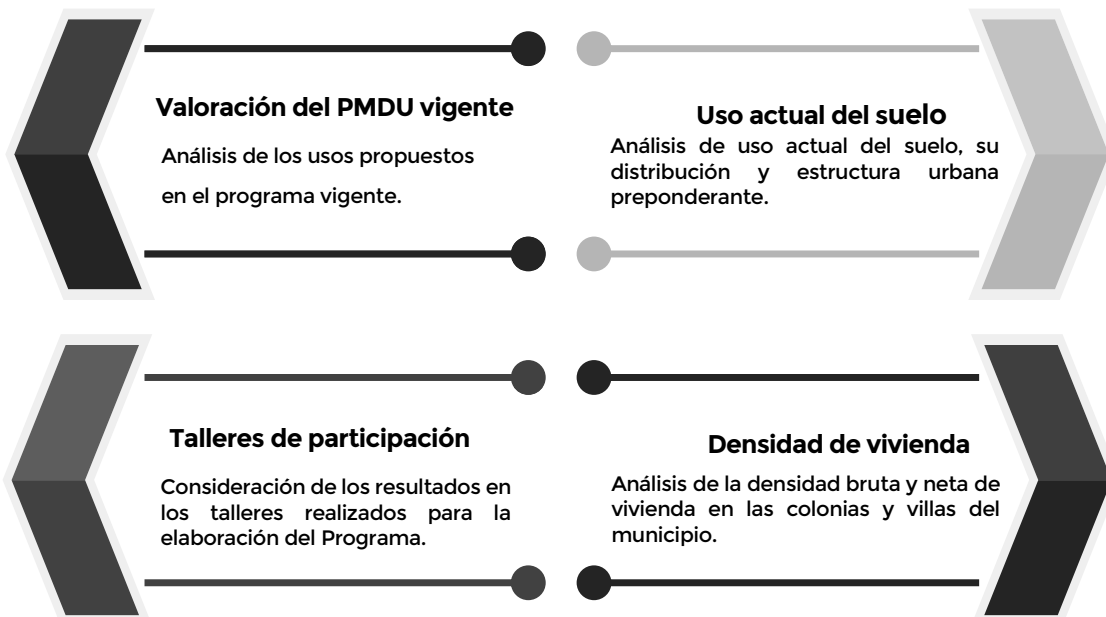 Valoración del PMDU vigente
Análisis de los usos propuestos
en el programa vigente.
Uso actual del suelo
Análisis de uso actual del suelo, su
distribución y estructura urbana
preponderante.
Talleres de participación
Consideración de los resultados en
los talleres realizados para la
elaboración del Programa.
Densidad de vivienda
Análisis de la densidad bruta y neta de
vivienda en las colonias y villas del
municipio.